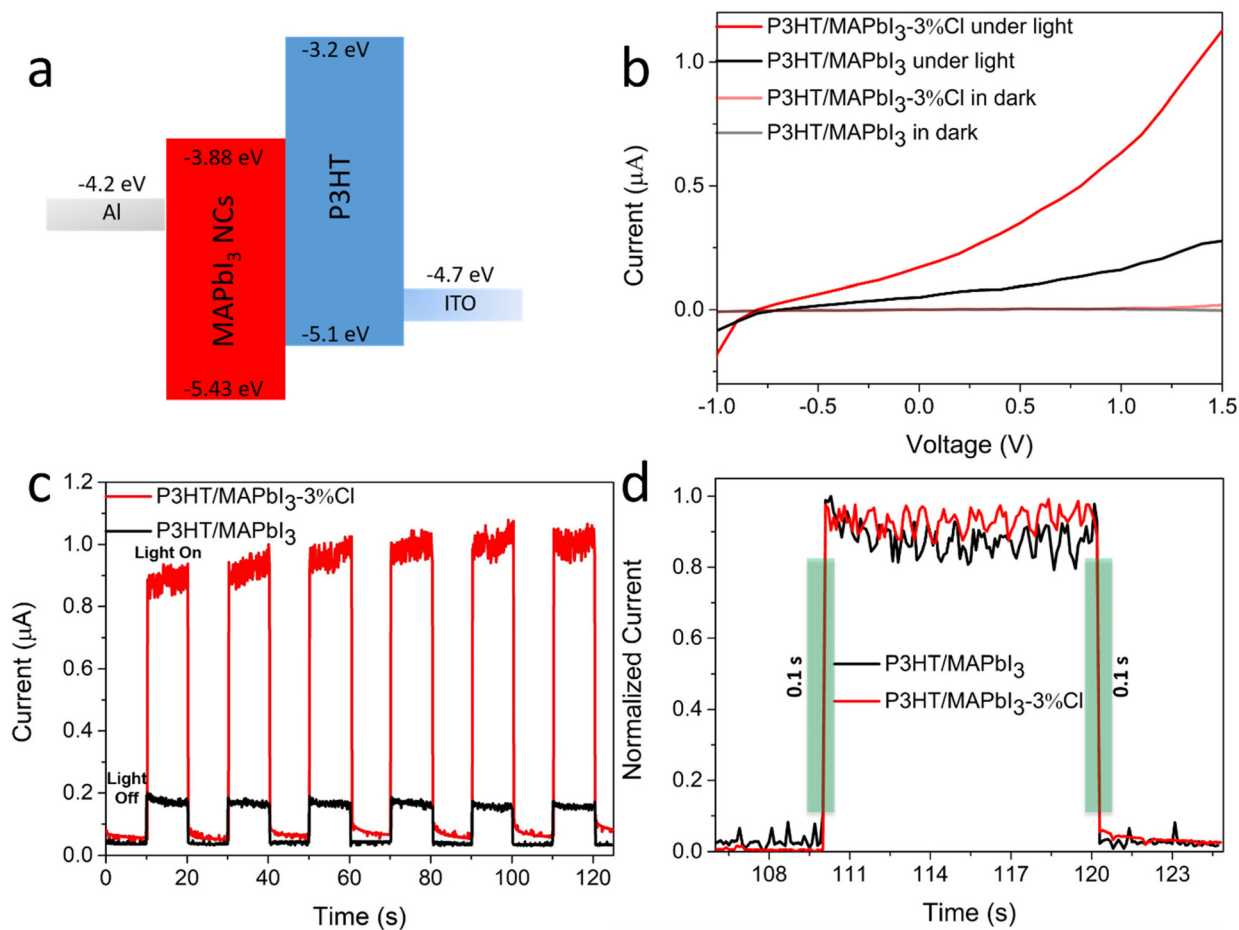 a
-3.2 eV
-3.88 eV
-4.2 eV
Al
MAPbI₃ NCs
P3HT
-4.7 eV
ITO
-5.1 eV
-5.43 eV
b
P3HT/MAPbI₃-3%Cl under light
P3HT/MAPbI₃ under light
P3HT/MAPbI₃-3%Cl in dark
P3HT/MAPbI₃ in dark
Current (μA)
1.0
0.5
0.0
-1.0 -0.5 0.0 0.5 1.0 1.5
Voltage (V)
c
P3HT/MAPbI₃-3%Cl
P3HT/MAPbI₃
Light On
Light
Off
Current (μA)
1.2
1.0
0.8
0.6
0.4
0.2
0.0
0 20 40 60 80 100 120
Time (s)
d
Normalized Current
1.0
0.8
0.6
0.4
0.2
0.0
0.1 s
P3HT/MAPbI₃
P3HT/MAPbI₃-3%Cl
0.1 s
108 111 114 117 120 123
Time (s)